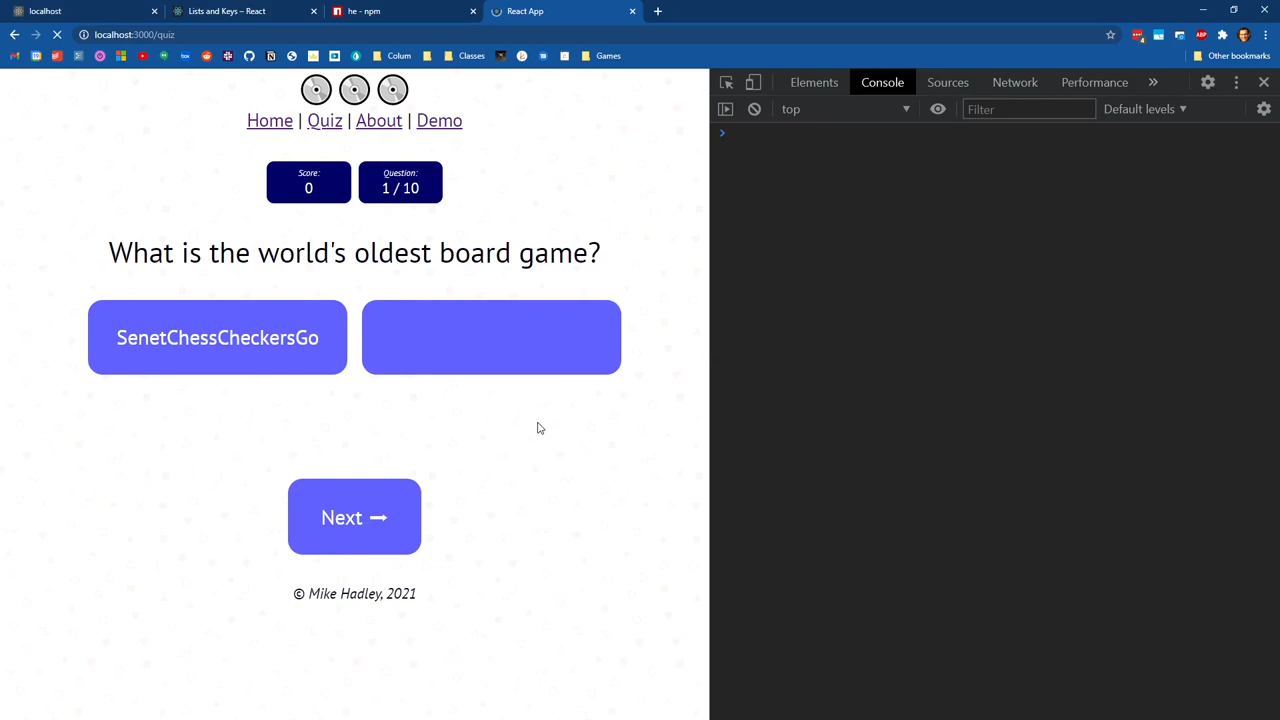 localhost
Lists and Keys – React
he - npm
React App
localhost:3000/quiz
Colum
Classes
Games
Other bookmarks
Home | Quiz | About | Demo
Score:
0
Question:
1 / 10
What is the world's oldest board game?
SenetChessCheckersGo
Next ➞
© Mike Hadley, 2021
Elements
Console
Sources
Network
Performance
top
Filter
Default levels